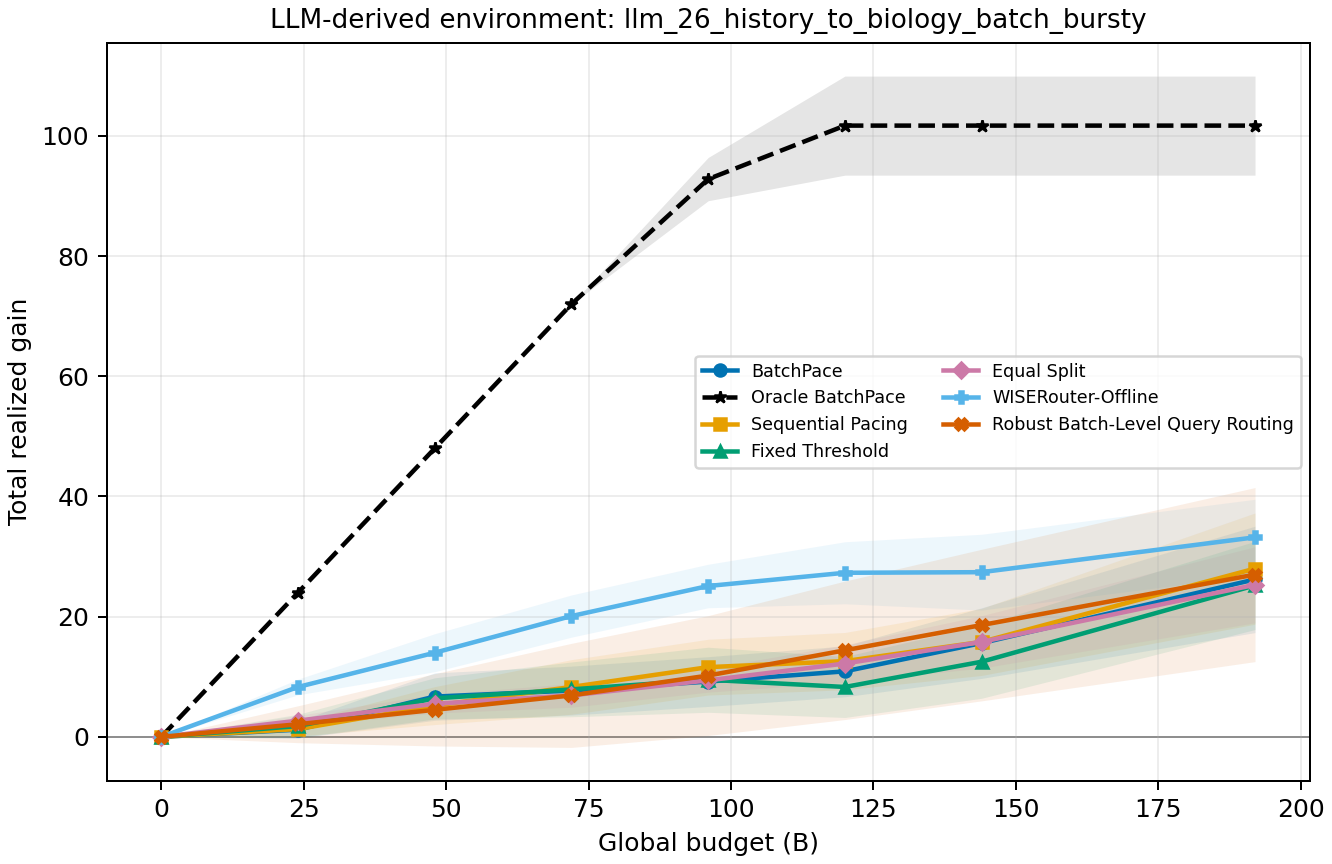 LLM-derived environment: llm_26_history_to_biology_batch_bursty
Total realized gain
100
80
60
40
20
0
BatchPace
Oracle BatchPace
Sequential Pacing
Fixed Threshold
Equal Split
WISERouter-Offline
Robust Batch-Level Query Routing
0 25 50 75 100 125 150 175 200
Global budget (B)